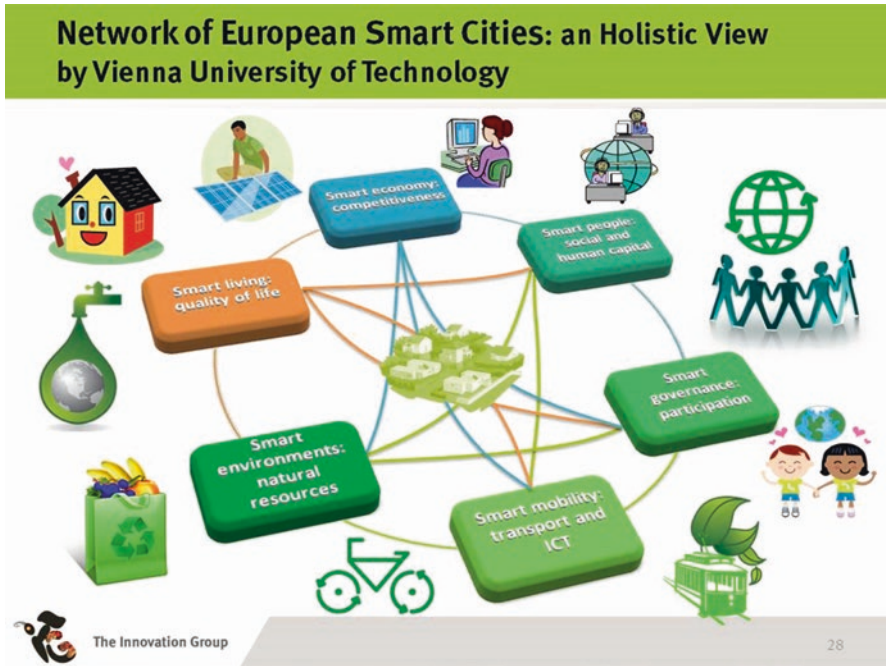 Network of European Smart Cities: an Holistic View
by Vienna University of Technology
Smart economy:
competitiveness
Smart people:
social and
human capital
Smart living:
quality of life
Smart
governance:
participation
Smart
environments:
natural
resources
Smart mobility:
transport and
ICT
The Innovation Group
28